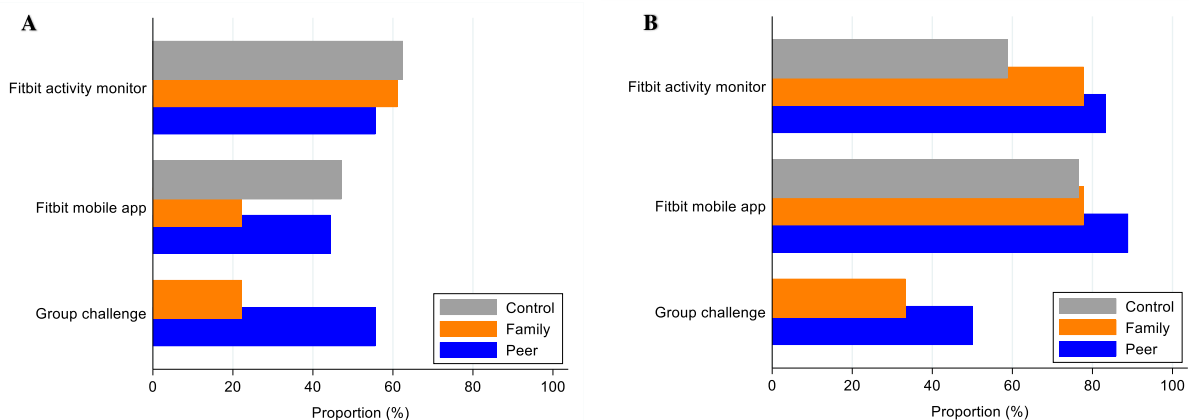 A
Fitbit activity monitor
Fitbit mobile app
Group challenge
Control
Family
Peer
0 20 40 60 80 100
Proportion (%)
B
Fitbit activity monitor
Fitbit mobile app
Group challenge
Control
Family
Peer
0 20 40 60 80 100
Proportion (%)